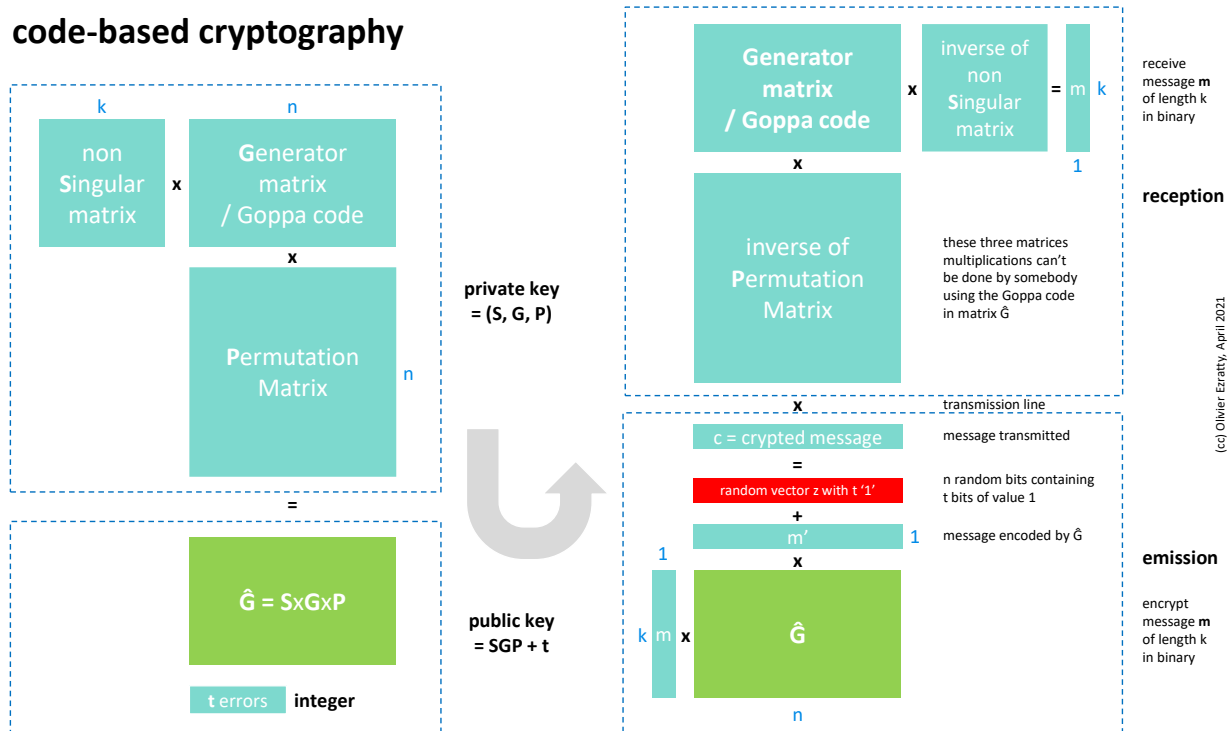 code-based cryptography
k
n
non
Singular
matrix
x
Generator
matrix
/ Goppa code
x
Permutation
Matrix
n
private key
= (S, G, P)
=
Ĝ = SxGxP
public key
= SGP + t
t errors
integer
Generator
matrix
/ Goppa code
x
inverse of
non
Singular
matrix
=
m
k
1
receive
message m
of length k
in binary
x
reception
inverse of
Permutation
Matrix
these three matrices
multiplications can't
be done by somebody
using the Goppa code
in matrix Ĝ
x
transmission line
c = crypted message
message transmitted
=
random vector z with t ‘1’
n random bits containing
t bits of value 1
+
m’
1
message encoded by Ĝ
x
emission
1
k
m
x
Ĝ
n
encrypt
message m
of length k
in binary
(cc) Olivier Ezratty, April 2021